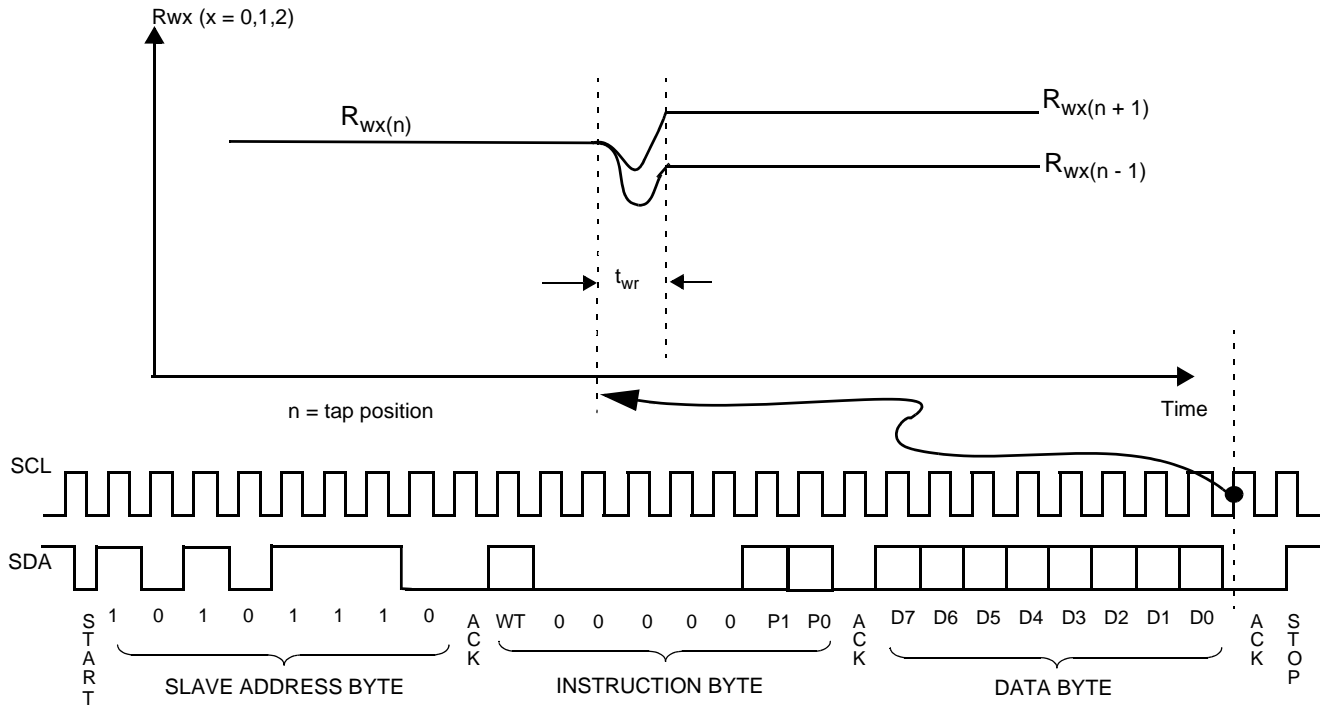 Rwx (x = 0,1,2)
Rwx(n + 1)
Rwx(n)
Rwx(n - 1)
twr
n = tap position
Time
SCL
SDA
START 1 0 1 0 1 1 1 0 ACK WT 0 0 0 0 0 P1 P0 ACK D7 D6 D5 D4 D3 D2 D1 D0 ACK STOP
SLAVE ADDRESS BYTE INSTRUCTION BYTE DATA BYTE